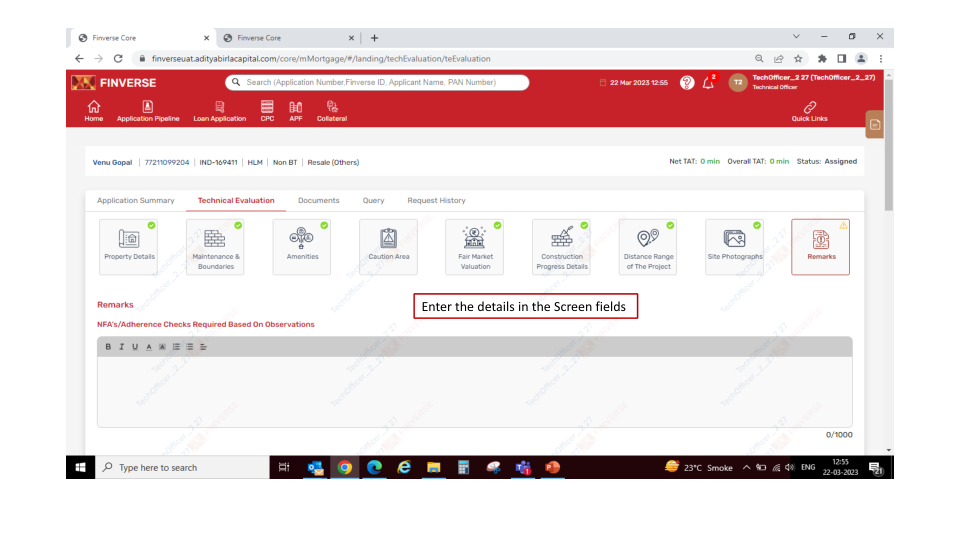 Finverse Core
Finverse Core
finverseuat.adityabirlacapital.com/core/mMortgage/#/landing/techEvaluation/teEvaluation
FINVERSE
Search (Application Number,Finverse ID, Applicant Name, PAN Number)
22 Mar 2023 12:55
2
T2
TechOfficer_2 27 (TechOfficer_2_27)
Technical Officer
Home
Application Pipeline
Loan Application
CPC
APF
Collateral
Quick Links
Venu Gopal | 77211099204 | IND-169411 | HLM | Non BT | Resale (Others)
Net TAT: 0 min Overall TAT: 0 min Status: Assigned
Application Summary
Technical Evaluation
Documents
Query
Request History
Property Details
Maintenance &
Boundaries
Amenities
Caution Area
Fair Market
Valuation
Construction
Progress Details
Distance Range
of The Project
Site Photographs
Remarks
Remarks
Enter the details in the Screen fields
NFA's/Adherence Checks Required Based On Observations
B I U A
0/1000
Type here to search
23°C Smoke
ENG
12:55
22-03-2023
21